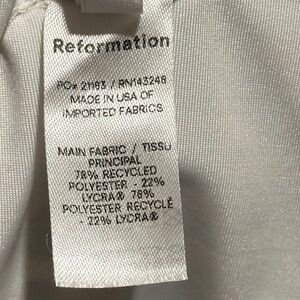 Reformation
PO# 21183 / RN143248
MADE IN USA OF
IMPORTED FABRICS
MAIN FABRIC / TISSU
PRINCIPAL
78% RECYCLED
POLYESTER - 22%
LYCRA® 78%
POLYESTER RECYCLÉ
- 22% LYCRA®